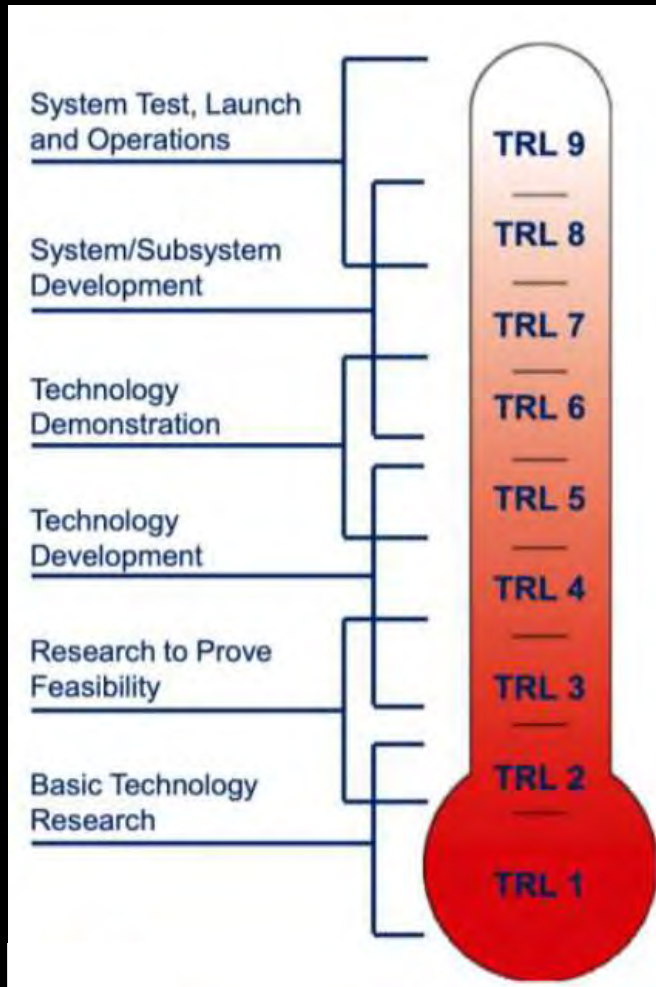 System Test, Launch
and Operations
System/Subsystem
Development
Technology
Demonstration
Technology
Development
Research to Prove
Feasibility
Basic Technology
Research
TRL 9
TRL 8
TRL 7
TRL 6
TRL 5
TRL 4
TRL 3
TRL 2
TRL 1